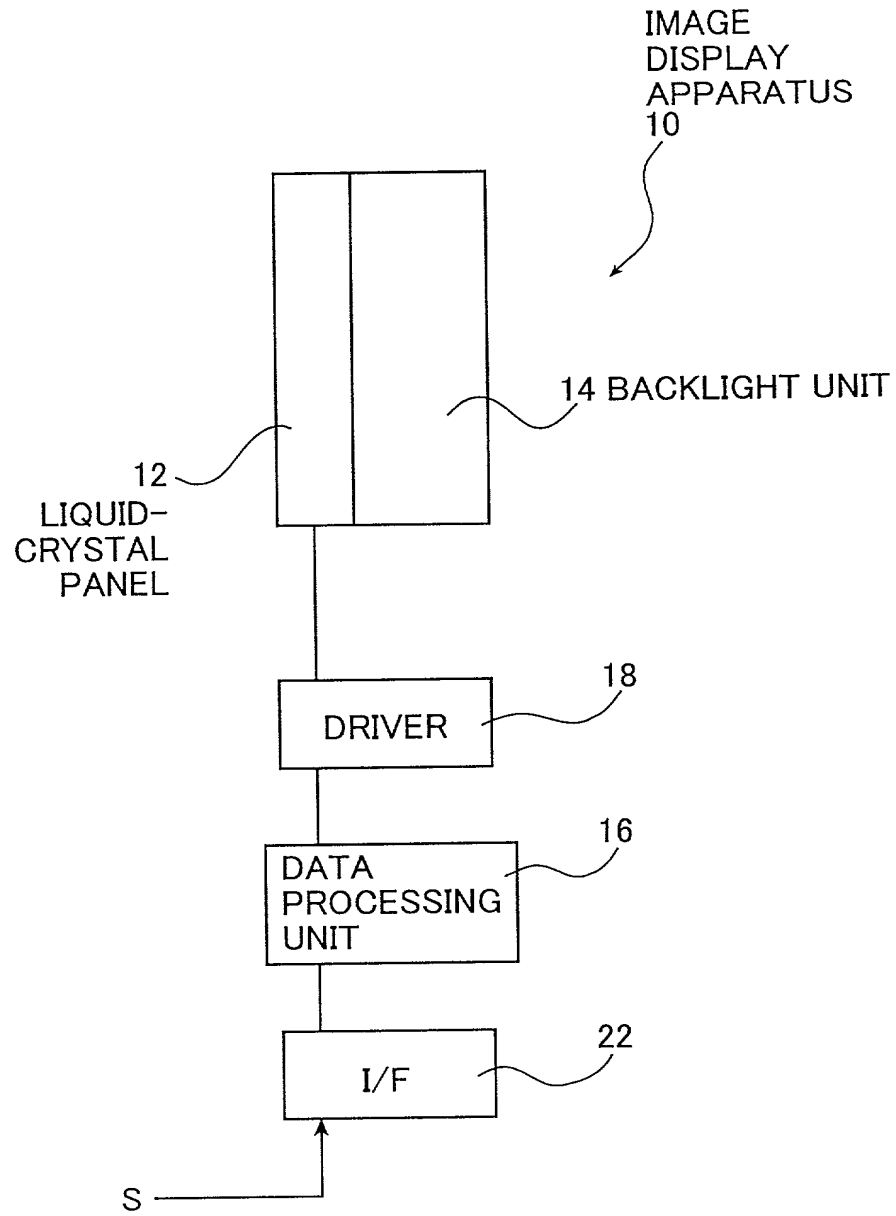 IMAGE
DISPLAY
APPARATUS
10
14 BACKLIGHT UNIT
12
LIQUID-
CRYSTAL
PANEL
18
DRIVER
16
DATA
PROCESSING
UNIT
22
I/F
S